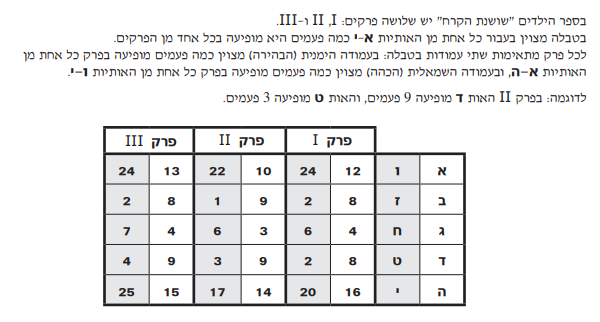 בספר הילדים "שושנת הקרח" יש שלושה פרקים: I, II ו-III.
בטבלה מצוין בעבור כל אחת מן האותיות א-י כמה פעמים היא מופיעה בכל אחד מן הפרקים.
לכל פרק מתאימות שתי עמודות בטבלה: בעמודה הימנית (הבהירה) מצוין כמה פעמים מופיעה בפרק כל אחת מן
האותיות א-ה, ובעמודה השמאלית (הכהה) מצוין כמה פעמים מופיעה בפרק כל אחת מן האותיות ו-י.
לדוגמה: בפרק II האות ד מופיעה 9 פעמים, והאות ט מופיעה 3 פעמים.
פרק I פרק II פרק III
א ו 12 24 10 22 13 24
ב ז 8 2 9 1 8 2
ג ח 4 6 3 6 4 7
ד ט 8 2 9 3 9 4
ה י 16 20 14 17 15 25